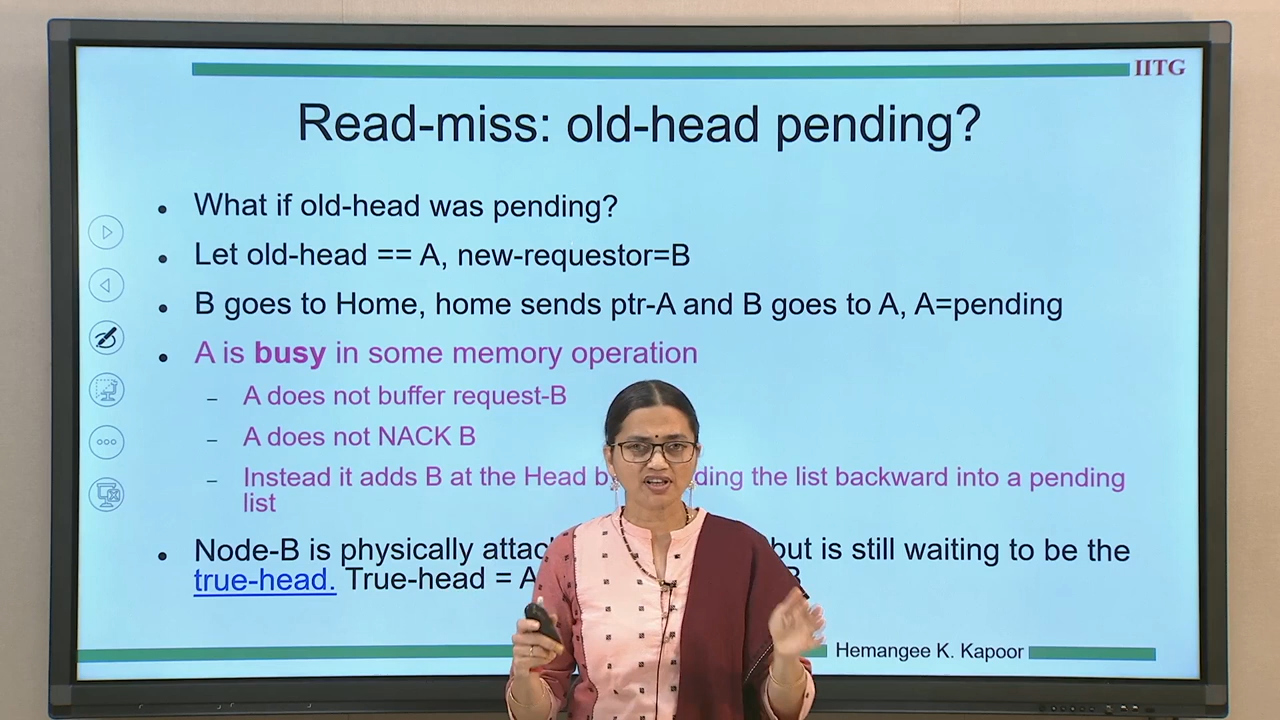 IITG
Read-miss: old-head pending?
• What if old-head was pending?
• Let old-head == A, new-requestor=B
• B goes to Home, home sends ptr-A and B goes to A, A=pending
• A is busy in some memory operation
– A does not buffer request-B
– A does not NACK B
– Instead it adds B at the Head the list backward into a pending
list
• Node-B is physically but is still waiting to be the
true-head. True-head = A
Hemangee K. Kapoor